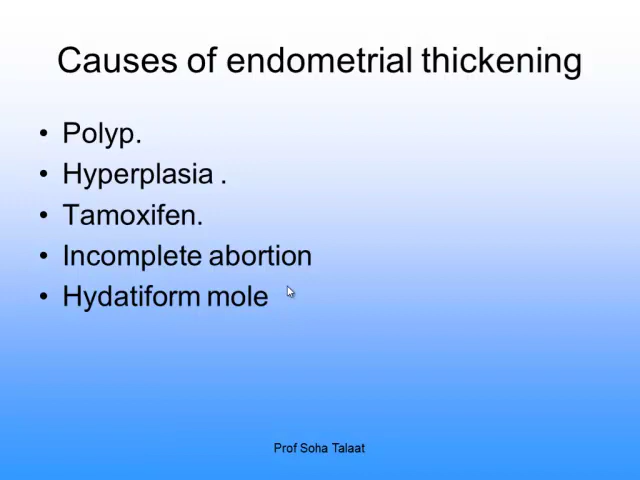 Causes of endometrial thickening
• Polyp.
• Hyperplasia .
• Tamoxifen.
• Incomplete abortion
• Hydatiform mole
Prof Soha Talaat